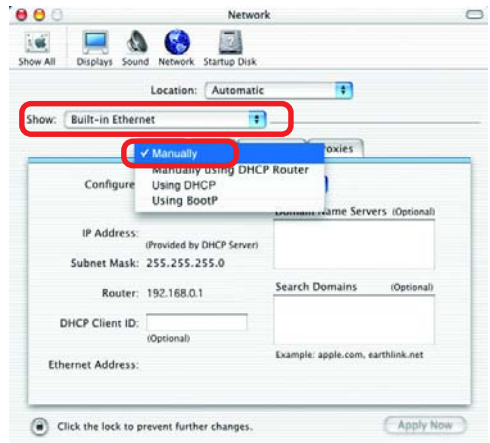 Network
Show All Displays Sound Network Startup Disk
Location: Automatic
Show: Built-in Ethernet
✓ Manually
Manually using DHCP Router
Using DHCP
Using BootP
Proxies
Configure
Domain Name Servers (Optional)
IP Address:
(Provided by DHCP Server)
Subnet Mask: 255.255.255.0
Router: 192.168.0.1
Search Domains (Optional)
DHCP Client ID:
(Optional)
Example: apple.com, earthlink.net
Ethernet Address:
Click the lock to prevent further changes.
Apply Now